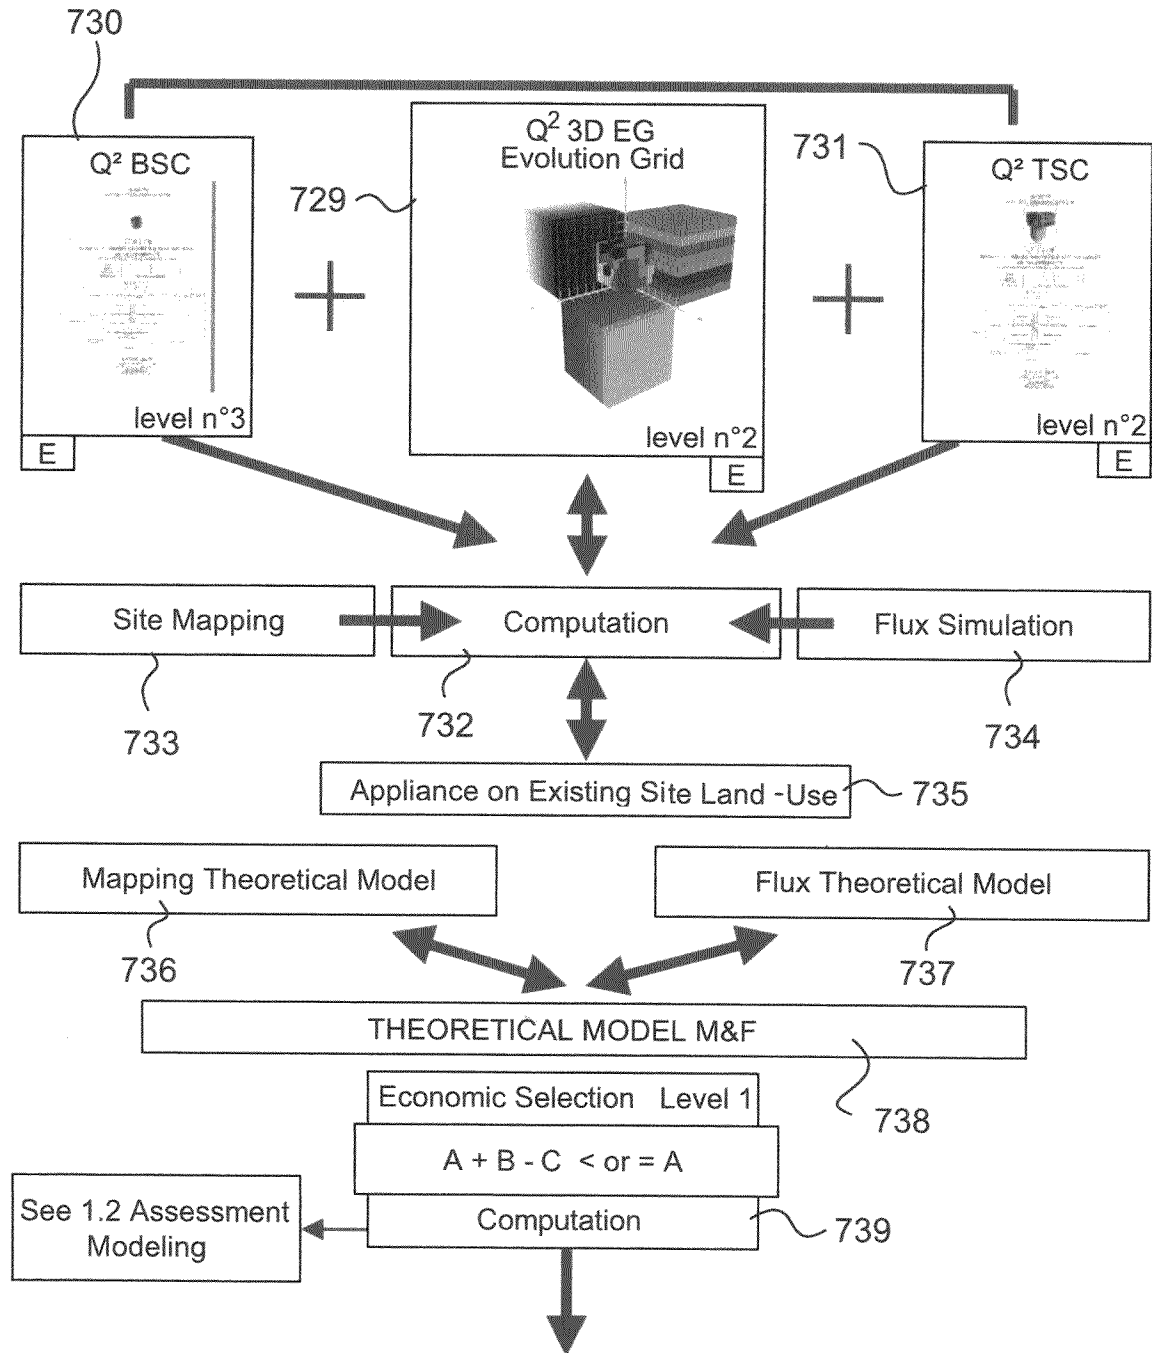 730
Q² BSC
level n°3
E
729
Q² 3D EG
Evolution Grid
level n°2
E
731
Q² TSC
level n°2
E
Site Mapping
Computation
Flux Simulation
733
732
734
Appliance on Existing Site Land -Use
735
Mapping Theoretical Model
Flux Theoretical Model
736
737
THEORETICAL MODEL M&F
738
Economic Selection Level 1
A + B - C < or = A
Computation
739
See 1.2 Assessment
Modeling